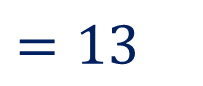 = 13